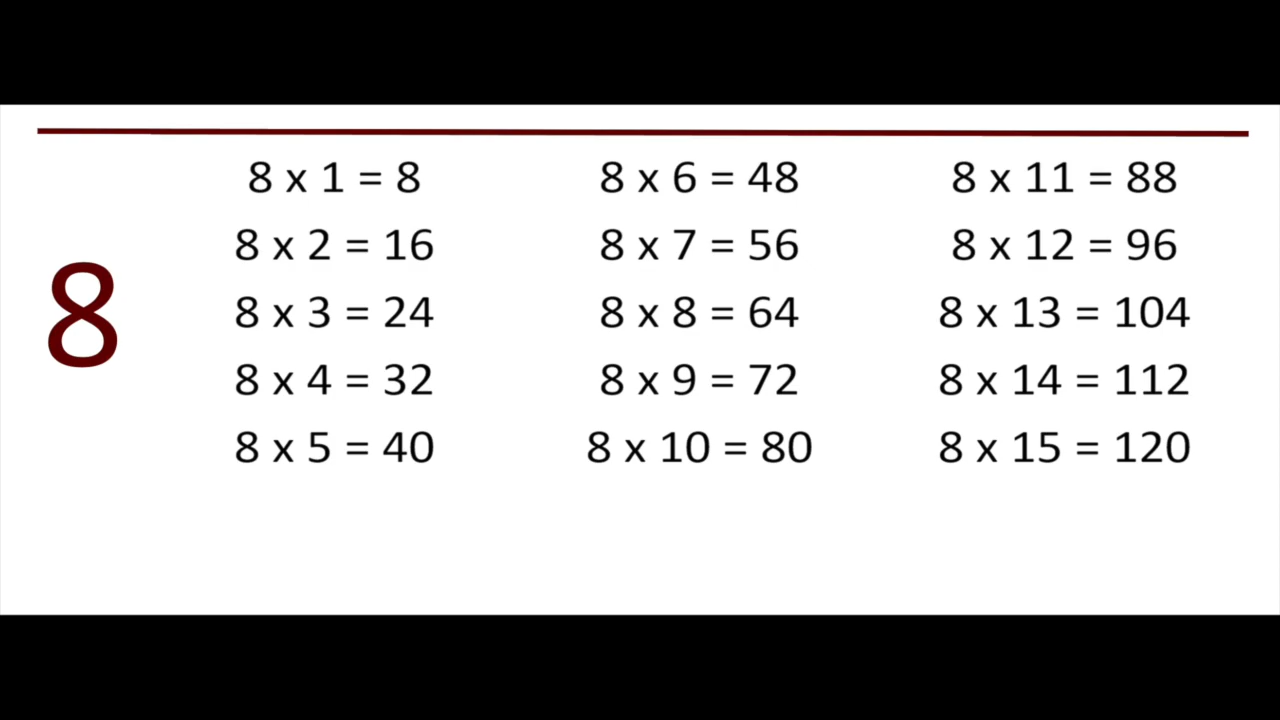 8
8 x 1 = 8
8 x 2 = 16
8 x 3 = 24
8 x 4 = 32
8 x 5 = 40
8 x 6 = 48
8 x 7 = 56
8 x 8 = 64
8 x 9 = 72
8 x 10 = 80
8 x 11 = 88
8 x 12 = 96
8 x 13 = 104
8 x 14 = 112
8 x 15 = 120